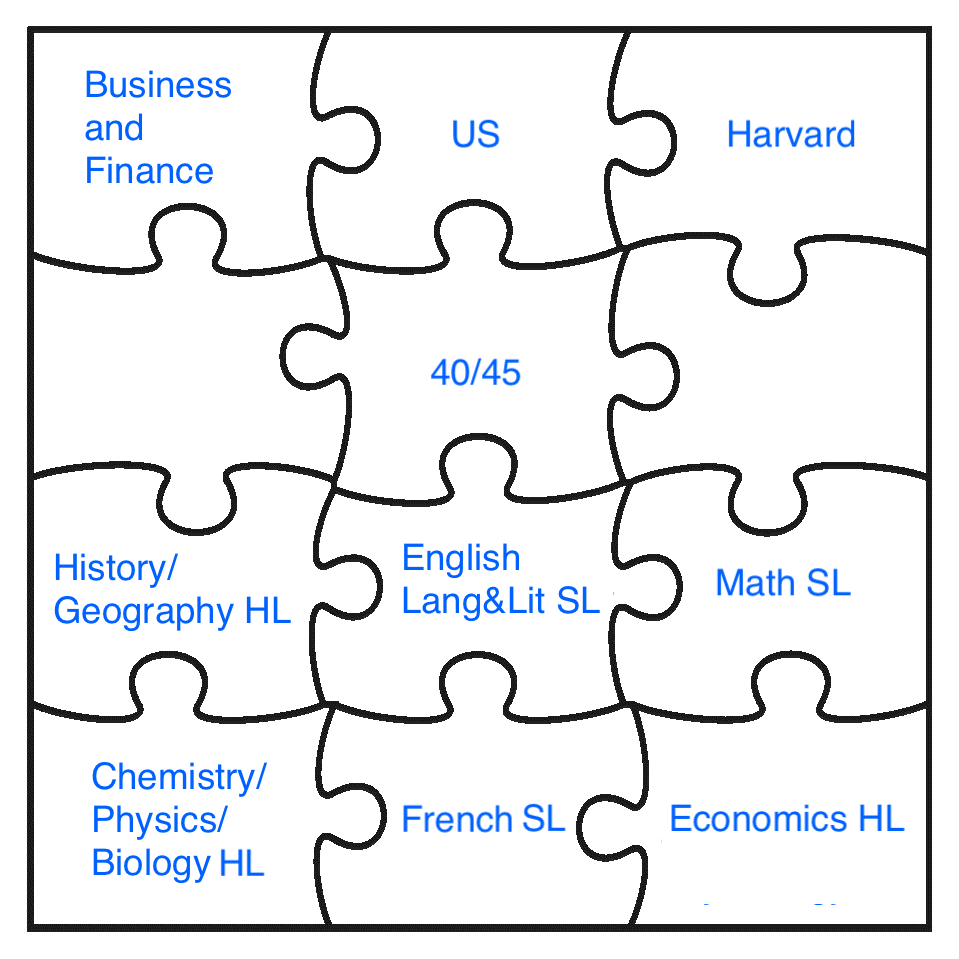 Business
and
Finance
US
Harvard
40/45
History/
Geography HL
English
Lang&Lit SL
Math SL
Chemistry/
Physics/
Biology HL
French SL
Economics HL